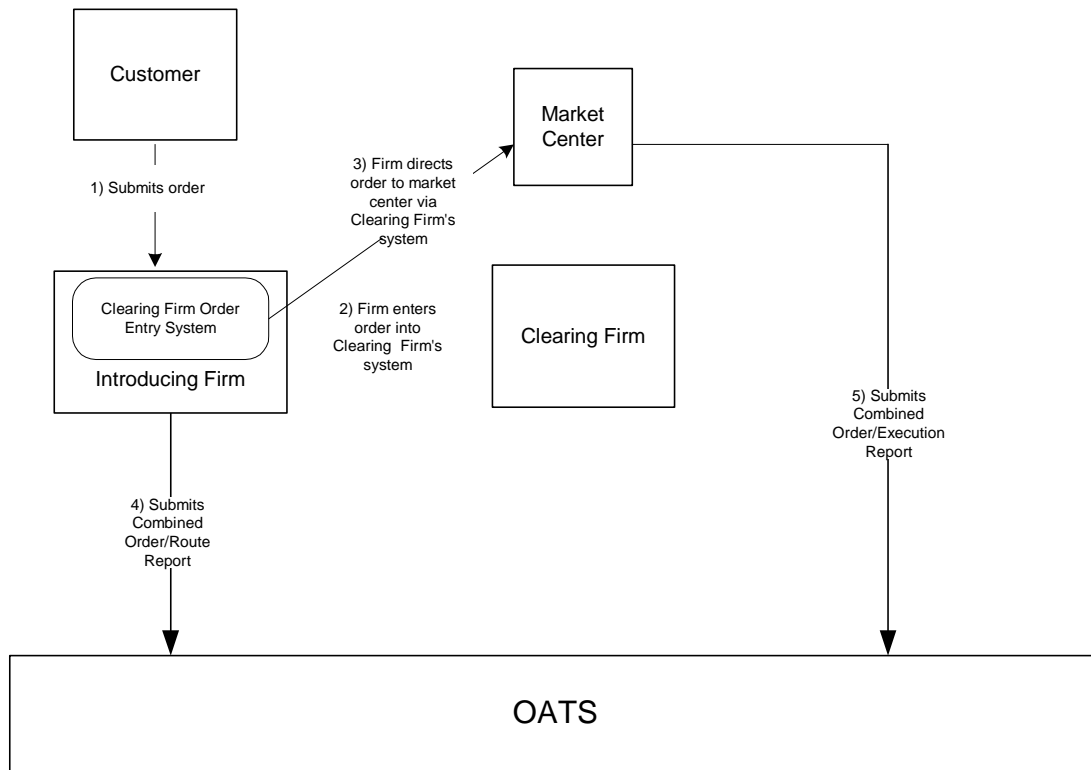 Customer
Market
Center
1) Submits order
3) Firm directs
order to market
center via
Clearing Firm's
system
Clearing Firm Order
Entry System
Introducing Firm
2) Firm enters
order into
Clearing  Firm's
system
Clearing Firm
5) Submits
Combined
Order/Execution
Report
4) Submits
Combined
Order/Route
Report
OATS